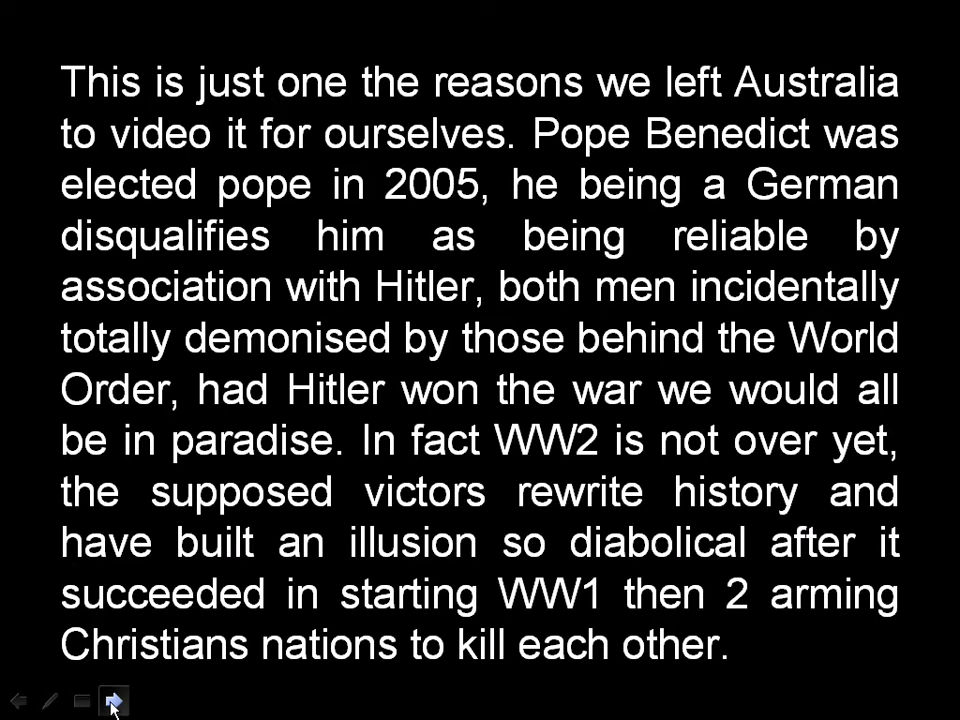 This is just one the reasons we left Australia
to video it for ourselves. Pope Benedict was
elected pope in 2005, he being a German
disqualifies him as being reliable by
association with Hitler, both men incidentally
totally demonised by those behind the World
Order, had Hitler won the war we would all
be in paradise. In fact WW2 is not over yet,
the supposed victors rewrite history and
have built an illusion so diabolical after it
succeeded in starting WW1 then 2 arming
Christians nations to kill each other.